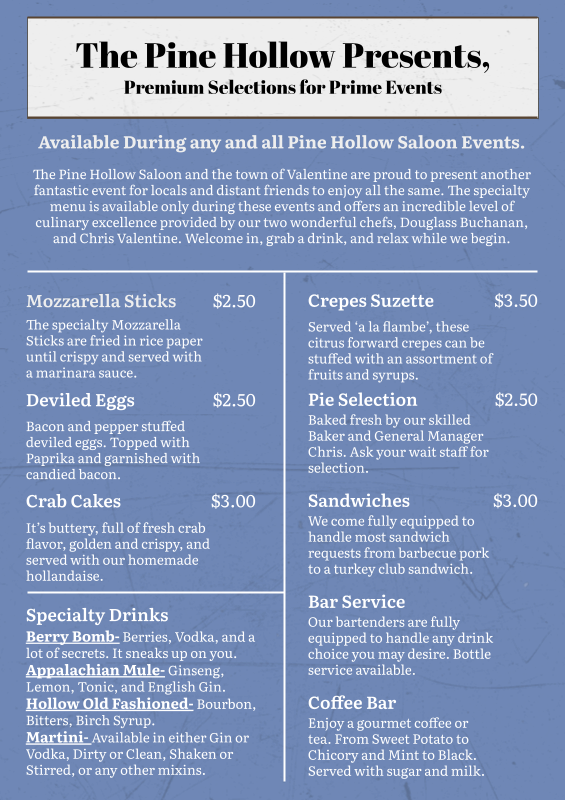 The Pine Hollow Presents,
Premium Selections for Prime Events
Available During any and all Pine Hollow Saloon Events.
The Pine Hollow Saloon and the town of Valentine are proud to present another
fantastic event for locals and distant friends to enjoy all the same. The specialty
menu is available only during these events and offers an incredible level of
culinary excellence provided by our two wonderful chefs, Douglass Buchanan,
and Chris Valentine. Welcome in, grab a drink, and relax while we begin.
Mozzarella Sticks $2.50
The specialty Mozzarella
Sticks are fried in rice paper
until crispy and served with
a marinara sauce.
Deviled Eggs $2.50
Bacon and pepper stuffed
deviled eggs. Topped with
Paprika and garnished with
candied bacon.
Crab Cakes $3.00
It's buttery, full of fresh crab
flavor, golden and crispy, and
served with our homemade
hollandaise.
Specialty Drinks
Berry Bomb- Berries, Vodka, and a
lot of secrets. It sneaks up on you.
Appalachian Mule- Ginseng,
Lemon, Tonic, and English Gin.
Hollow Old Fashioned- Bourbon,
Bitters, Birch Syrup.
Martini- Available in either Gin or
Vodka, Dirty or Clean, Shaken or
Stirred, or any other mixins.
Crepes Suzette $3.50
Served ‘a la flambe’, these
citrus forward crepes can be
stuffed with an assortment of
fruits and syrups.
Pie Selection $2.50
Baked fresh by our skilled
Baker and General Manager
Chris. Ask your wait staff for
selection.
Sandwiches $3.00
We come fully equipped to
handle most sandwich
requests from barbecue pork
to a turkey club sandwich.
Bar Service
Our bartenders are fully
equipped to handle any drink
choice you may desire. Bottle
service available.
Coffee Bar
Enjoy a gourmet coffee or
tea. From Sweet Potato to
Chicory and Mint to Black.
Served with sugar and milk.